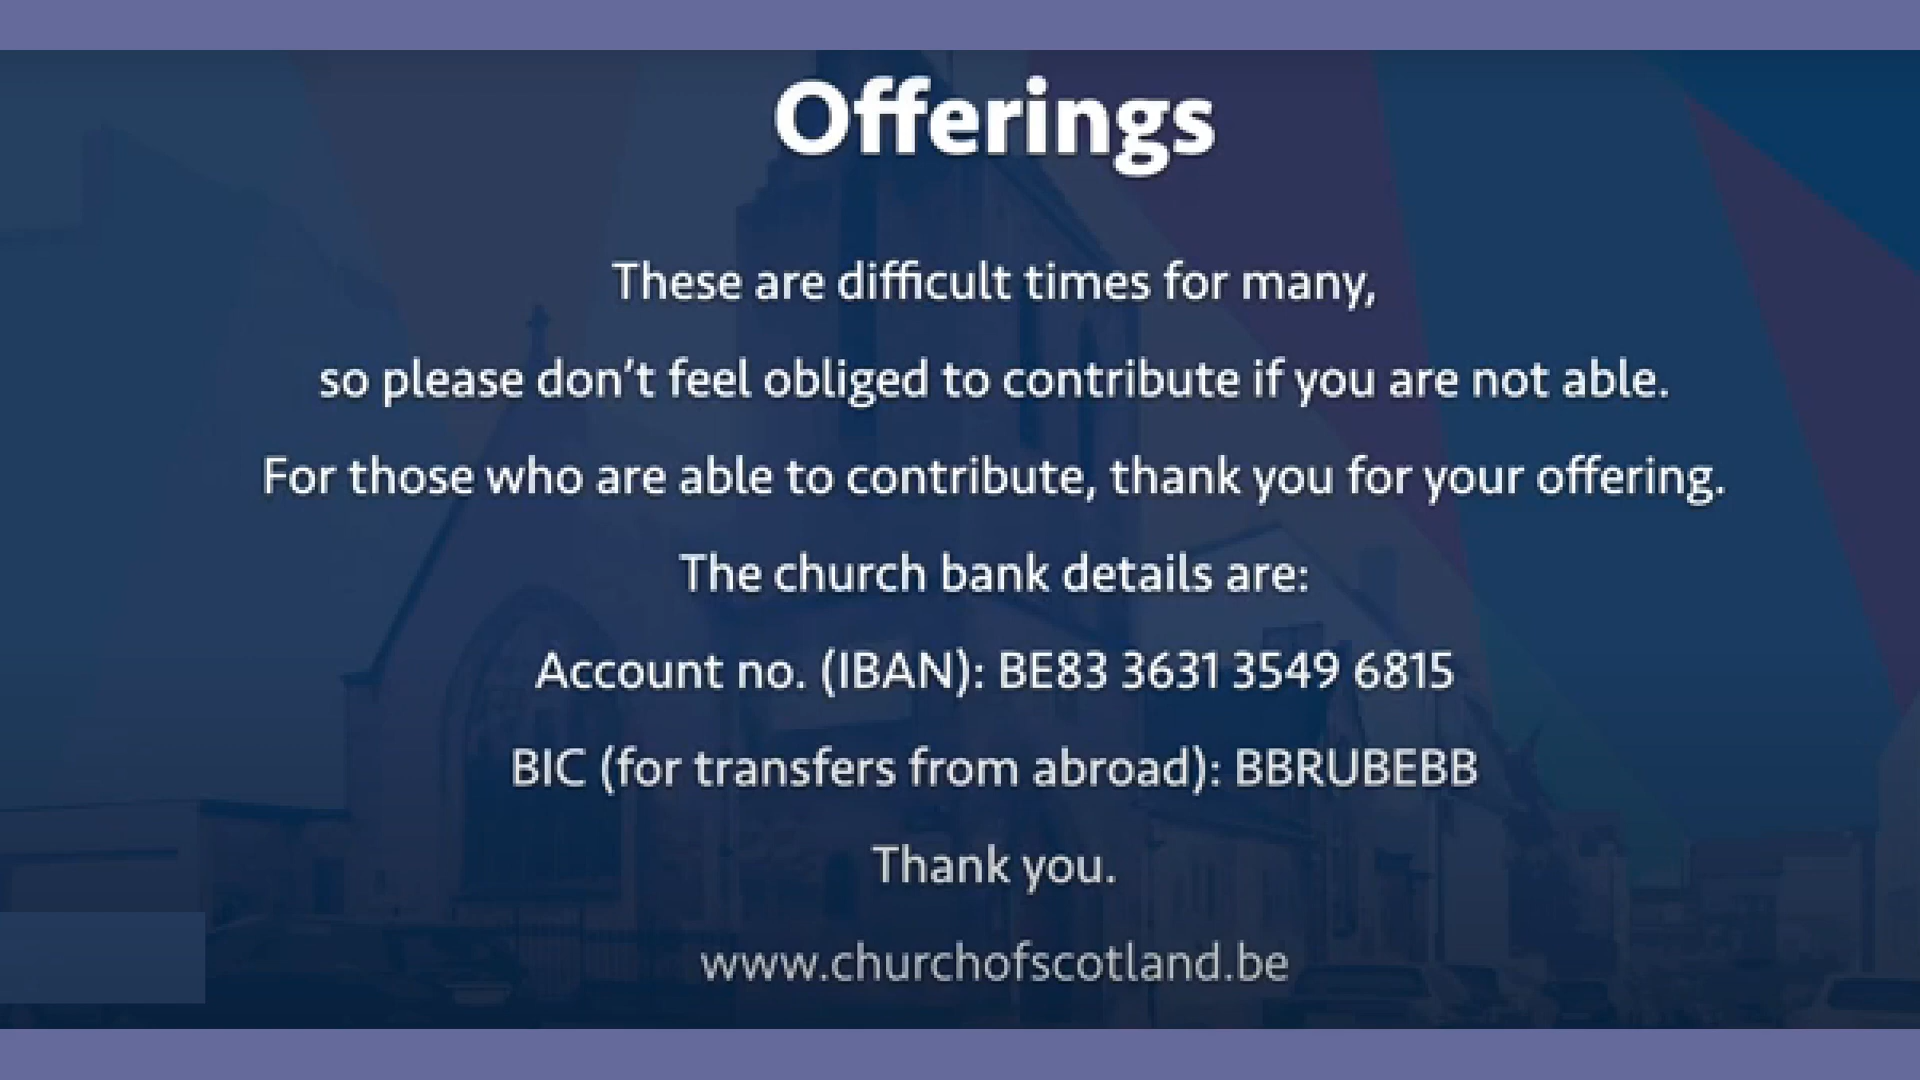 Offerings
These are difficult times for many,
so please don't feel obliged to contribute if you are not able.
For those who are able to contribute, thank you for your offering.
The church bank details are:
Account no. (IBAN): BE83 3631 3549 6815
BIC (for transfers from abroad): BBRUBEBB
Thank you.
www.churchofscotland.be